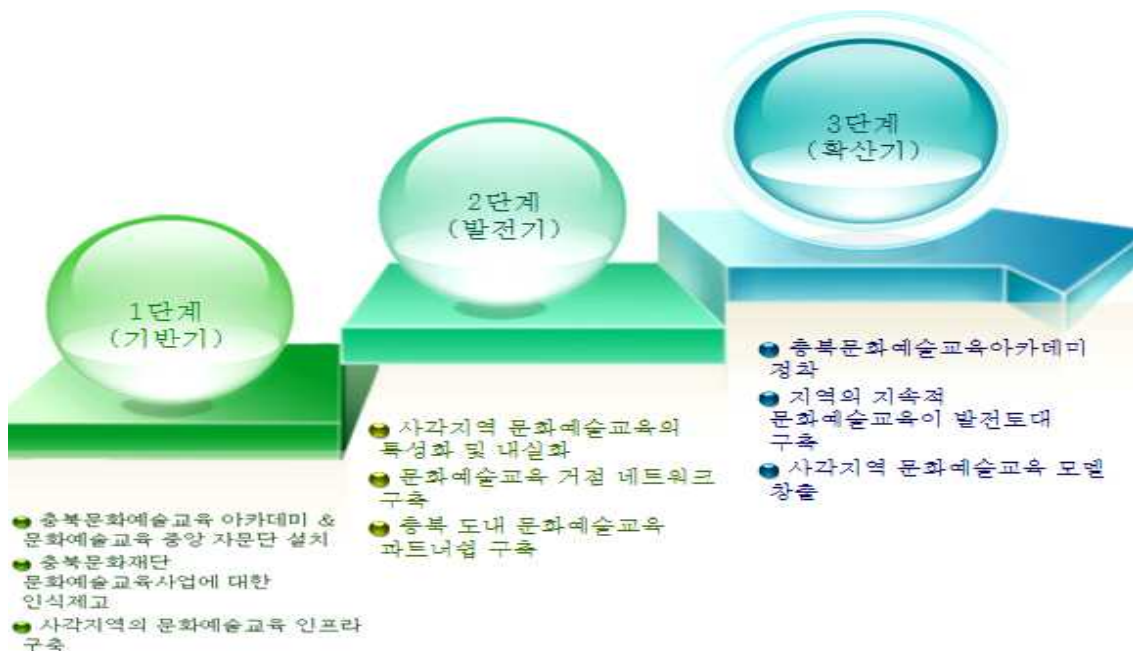 1단계
(기반기)
충북문화예술교육 아카데미 &
문화예술교육 중앙 자문단 설치
충북문화재단
문화예술교육사업에 대한
인식제고
사각지역의 문화예술교육 인프라
구축
2단계
(발전기)
사각지역 문화예술교육의
특성화 및 내실화
문화예술교육 거점 네트워크
구축
충북 도내 문화예술교육
파트너쉽 구축
3단계
(확산기)
충북문화예술교육아카데미
정착
지역의 지속적
문화예술교육이 발전토대
구축
사각지역 문화예술교육 모델
창출